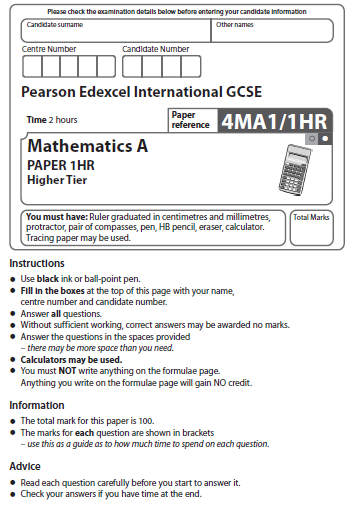 Please check the examination details below before entering your candidate information
Candidate surname
Other names
Centre Number
Candidate Number
Pearson Edexcel International GCSE
Time 2 hours
Paper reference
4MA1/1HR
Mathematics A
PAPER 1HR
Higher Tier
You must have: Ruler graduated in centimetres and millimetres,
protractor, pair of compasses, pen, HB pencil, eraser, calculator.
Tracing paper may be used.
Total Marks
Instructions
● Use black ink or ball-point pen.
● Fill in the boxes at the top of this page with your name,
centre number and candidate number.
● Answer all questions.
● Without sufficient working, correct answers may be awarded no marks.
● Answer the questions in the spaces provided
– there may be more space than you need.
● Calculators may be used.
● You must NOT write anything on the formulae page.
Anything you write on the formulae page will gain NO credit.
Information
● The total mark for this paper is 100.
● The marks for each question are shown in brackets
– use this as a guide as to how much time to spend on each question.
Advice
● Read each question carefully before you start to answer it.
● Check your answers if you have time at the end.